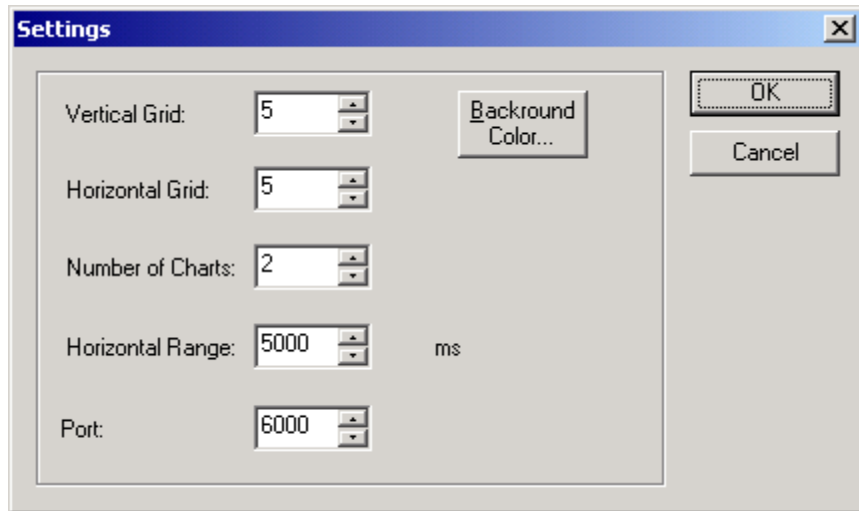 Settings
Vertical Grid: 5
Backround
Color...
OK
Cancel
Horizontal Grid: 5
Number of Charts: 2
Horizontal Range: 5000 ms
Port: 6000